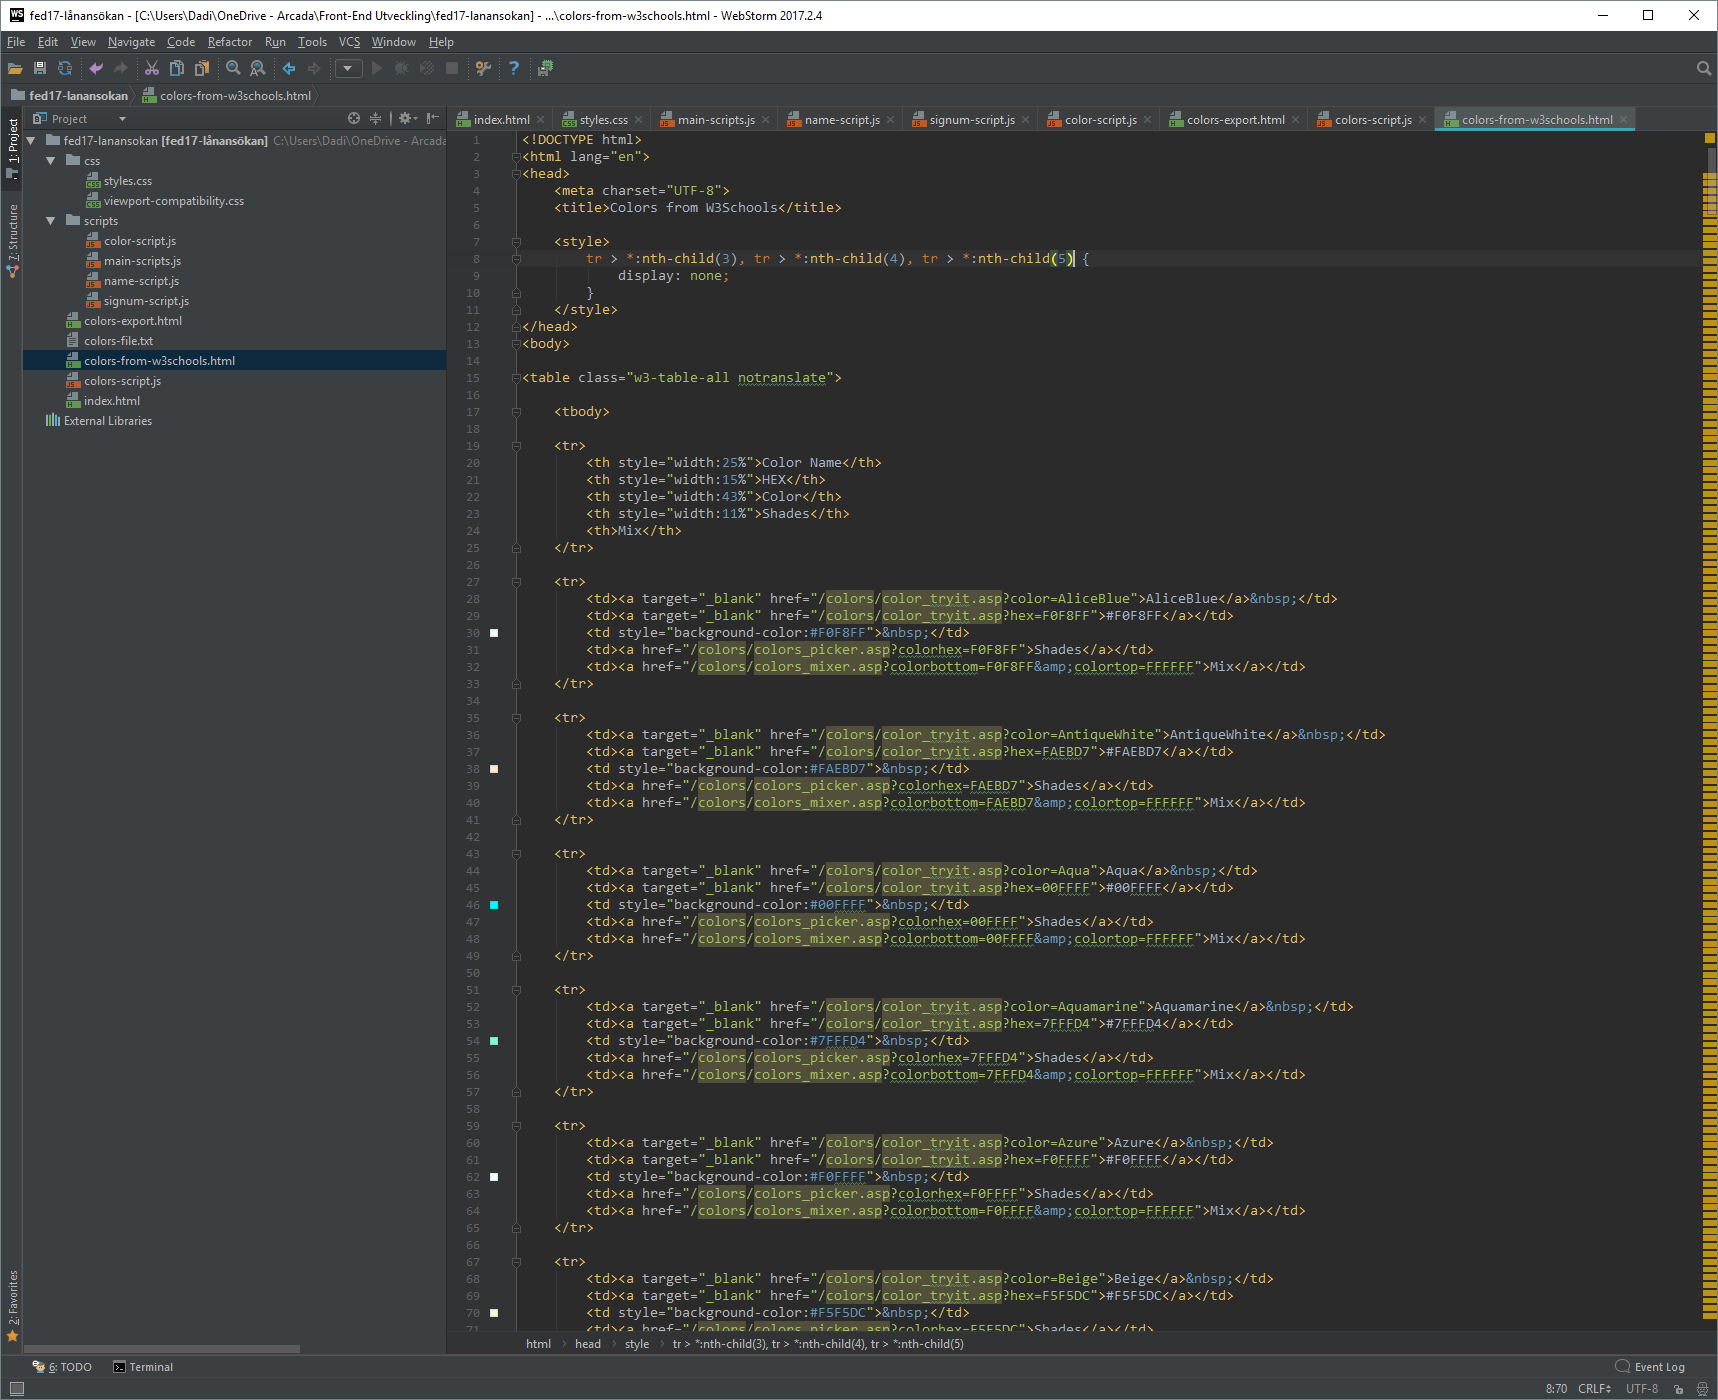 WS fed17-lånansökan - [C:\Users\Dadi\OneDrive - Arcada\Front-End Utveckling\fed17-lanansokan] - ...\colors-from-w3schools.html - WebStorm 2017.2.4
File Edit View Navigate Code Refactor Run Tools VCS Window Help
fed17-lanansokan colors-from-w3schools.html
1: Project
7: Structure
2: Favorites
Project
fed17-lanansokan [fed17-lånansökan] C:\Users\Dadi\OneDrive - Arcada
css
styles.css
viewport-compatibility.css
scripts
color-script.js
main-scripts.js
name-script.js
signum-script.js
colors-export.html
colors-file.txt
colors-from-w3schools.html
colors-script.js
index.html
External Libraries
index.html styles.css main-scripts.js name-script.js signum-script.js color-script.js colors-export.html colors-script.js colors-from-w3schools.html
1 <!DOCTYPE html>
2 <html lang="en">
3 <head>
4 <meta charset="UTF-8">
5 <title>Colors from W3Schools</title>
6
7 <style>
8 tr > *:nth-child(3), tr > *:nth-child(4), tr > *:nth-child(5) {
9 display: none;
10 }
11 </style>
12 </head>
13 <body>
14
15 <table class="w3-table-all notranslate">
16
17 <tbody>
18
19 <tr>
20 <th style="width:25%">Color Name</th>
21 <th style="width:15%">HEX</th>
22 <th style="width:43%">Color</th>
23 <th style="width:11%">Shades</th>
24 <th>Mix</th>
25 </tr>
26
27 <tr>
28 <td><a target="_blank" href="/colors/color_tryit.asp?color=AliceBlue">AliceBlue</a>&nbsp;</td>
29 <td><a target="_blank" href="/colors/color_tryit.asp?hex=F0F8FF">#F0F8FF</a></td>
30 <td style="background-color:#F0F8FF">&nbsp;</td>
31 <td><a href="/colors/colors_picker.asp?colorhex=F0F8FF">Shades</a></td>
32 <td><a href="/colors/colors_mixer.asp?colorbottom=F0F8FF&amp;colortop=FFFFFF">Mix</a></td>
33 </tr>
34
35 <tr>
36 <td><a target="_blank" href="/colors/color_tryit.asp?color=AntiqueWhite">AntiqueWhite</a>&nbsp;</td>
37 <td><a target="_blank" href="/colors/color_tryit.asp?hex=FAEBD7">#FAEBD7</a></td>
38 <td style="background-color:#FAEBD7">&nbsp;</td>
39 <td><a href="/colors/colors_picker.asp?colorhex=FAEBD7">Shades</a></td>
40 <td><a href="/colors/colors_mixer.asp?colorbottom=FAEBD7&amp;colortop=FFFFFF">Mix</a></td>
41 </tr>
42
43 <tr>
44 <td><a target="_blank" href="/colors/color_tryit.asp?color=Aqua">Aqua</a>&nbsp;</td>
45 <td><a target="_blank" href="/colors/color_tryit.asp?hex=00FFFF">#00FFFF</a></td>
46 <td style="background-color:#00FFFF">&nbsp;</td>
47 <td><a href="/colors/colors_picker.asp?colorhex=00FFFF">Shades</a></td>
48 <td><a href="/colors/colors_mixer.asp?colorbottom=00FFFF&amp;colortop=FFFFFF">Mix</a></td>
49 </tr>
50
51 <tr>
52 <td><a target="_blank" href="/colors/color_tryit.asp?color=Aquamarine">Aquamarine</a>&nbsp;</td>
53 <td><a target="_blank" href="/colors/color_tryit.asp?hex=7FFFD4">#7FFFD4</a></td>
54 <td style="background-color:#7FFFD4">&nbsp;</td>
55 <td><a href="/colors/colors_picker.asp?colorhex=7FFFD4">Shades</a></td>
56 <td><a href="/colors/colors_mixer.asp?colorbottom=7FFFD4&amp;colortop=FFFFFF">Mix</a></td>
57 </tr>
58
59 <tr>
60 <td><a target="_blank" href="/colors/color_tryit.asp?color=Azure">Azure</a>&nbsp;</td>
61 <td><a target="_blank" href="/colors/color_tryit.asp?hex=F0FFFF">#F0FFFF</a></td>
62 <td style="background-color:#F0FFFF">&nbsp;</td>
63 <td><a href="/colors/colors_picker.asp?colorhex=F0FFFF">Shades</a></td>
64 <td><a href="/colors/colors_mixer.asp?colorbottom=F0FFFF&amp;colortop=FFFFFF">Mix</a></td>
65 </tr>
66
67 <tr>
68 <td><a target="_blank" href="/colors/color_tryit.asp?color=Beige">Beige</a>&nbsp;</td>
69 <td><a target="_blank" href="/colors/color_tryit.asp?hex=F5F5DC">#F5F5DC</a></td>
70 <td style="background-color:#F5F5DC">&nbsp;</td>
71 <td><a href="/colors/colors_picker.asp?colorhex=F5F5DC">Shades</a></td>
html head style tr > *:nth-child(3), tr > *:nth-child(4), tr > *:nth-child(5)
6: TODO Terminal Event Log
8:70 CRLF UTF-8